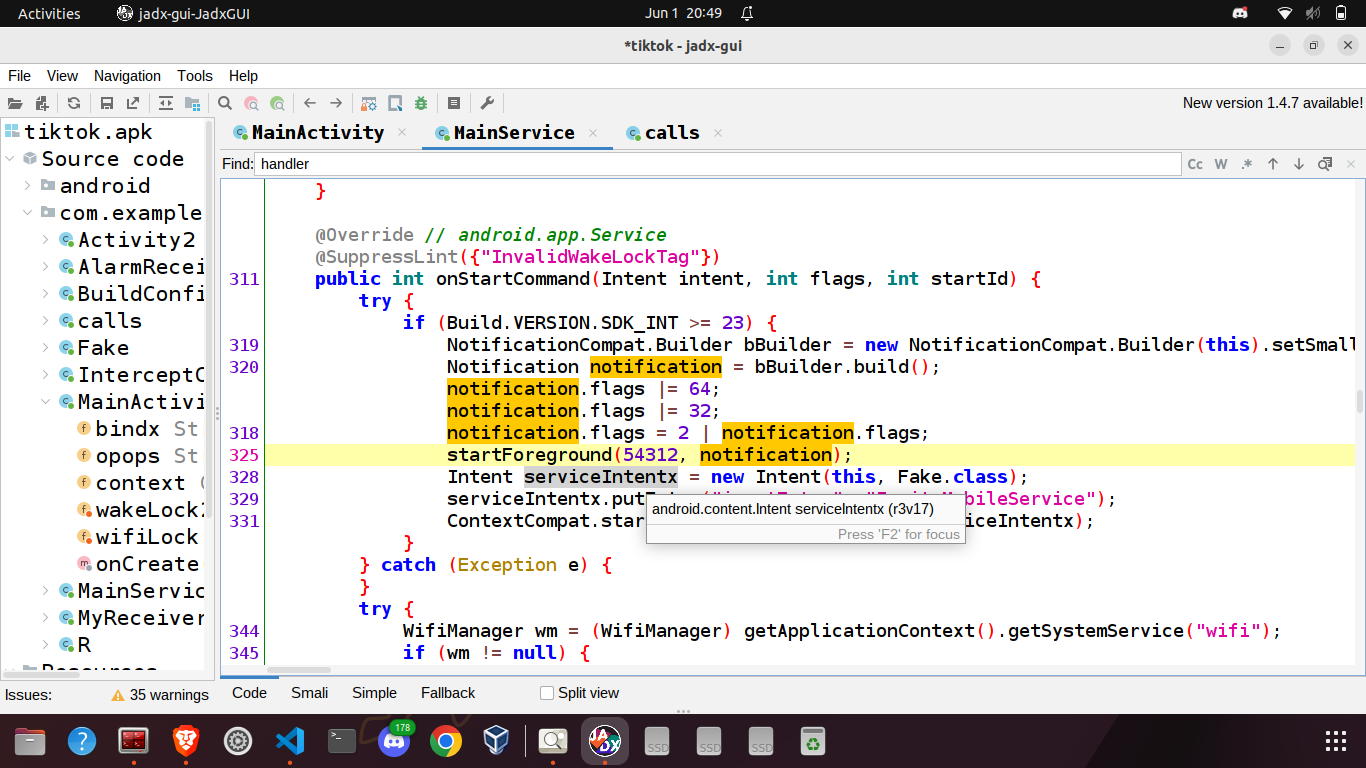 Activities
jadx-gui-JadxGUI
Jun 1 20:49
*tiktok - jadx-gui
File View Navigation Tools Help
New version 1.4.7 available!
tiktok.apk
Source code
android
com.example
Activity2
AlarmRecei
BuildConfi
calls
Fake
Intercept
MainActivi
bindx St
opops St
context
wakeLock
wifiLock
onCreate
MainServic
MyReceiver
R
MainActivity
MainService
calls
Find: handler
Cc W .*
}
@Override // android.app.Service
@SuppressLint({"InvalidWakeLockTag"})
311 public int onStartCommand(Intent intent, int flags, int startId) {
try {
if (Build.VERSION.SDK_INT >= 23) {
319 NotificationCompat.Builder bBuilder = new NotificationCompat.Builder(this).setSmall
320 Notification notification = bBuilder.build();
notification.flags |= 64;
notification.flags |= 32;
318 notification.flags = 2 | notification.flags;
325 startForeground(54312, notification);
328 Intent serviceIntentx = new Intent(this, Fake.class);
329 serviceIntentx.put MobileService");
331 ContextCompat.star viceIntentx);
android.content.Intent serviceIntentx (r3v17)
Press 'F2' for focus
}
} catch (Exception e) {
}
try {
344 WifiManager wm = (WifiManager) getApplicationContext().getSystemService("wifi");
345 if (wm != null) {
Issues:
35 warnings
Code Smali Simple Fallback
Split view
178
SSD
SSD
SSD